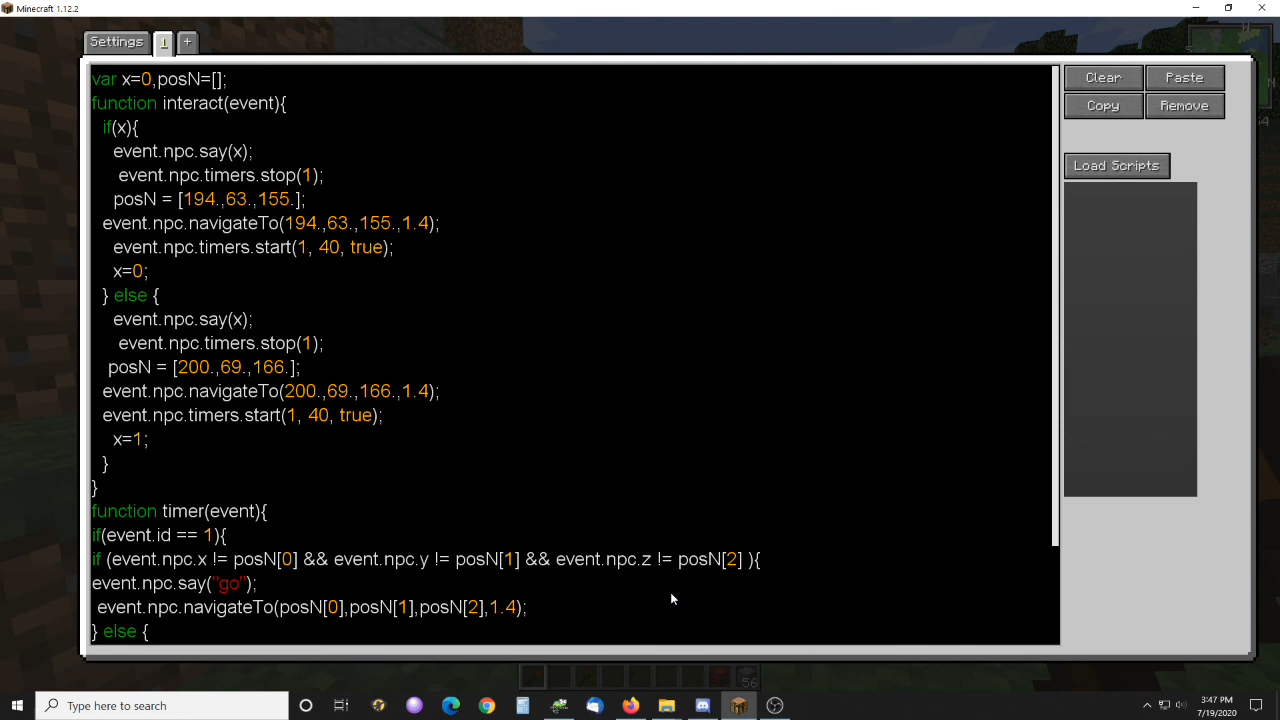 Minecraft 1.12.2
Settings 1 +
var x=0,posN=[];
function interact(event){
if(x){
event.npc.say(x);
event.npc.timers.stop(1);
posN = [194.,63.,155.];
event.npc.navigateTo(194.,63.,155.,1.4);
event.npc.timers.start(1, 40, true);
x=0;
} else {
event.npc.say(x);
event.npc.timers.stop(1);
posN = [200.,69.,166.];
event.npc.navigateTo(200.,69.,166.,1.4);
event.npc.timers.start(1, 40, true);
x=1;
}
}
function timer(event){
if(event.id == 1){
if (event.npc.x != posN[0] && event.npc.y != posN[1] && event.npc.z != posN[2] ){
event.npc.say("go");
event.npc.navigateTo(posN[0],posN[1],posN[2],1.4);
} else {
Clear Paste
Copy Remove
Load Scripts
56
Type here to search
3:47 PM
7/19/2020